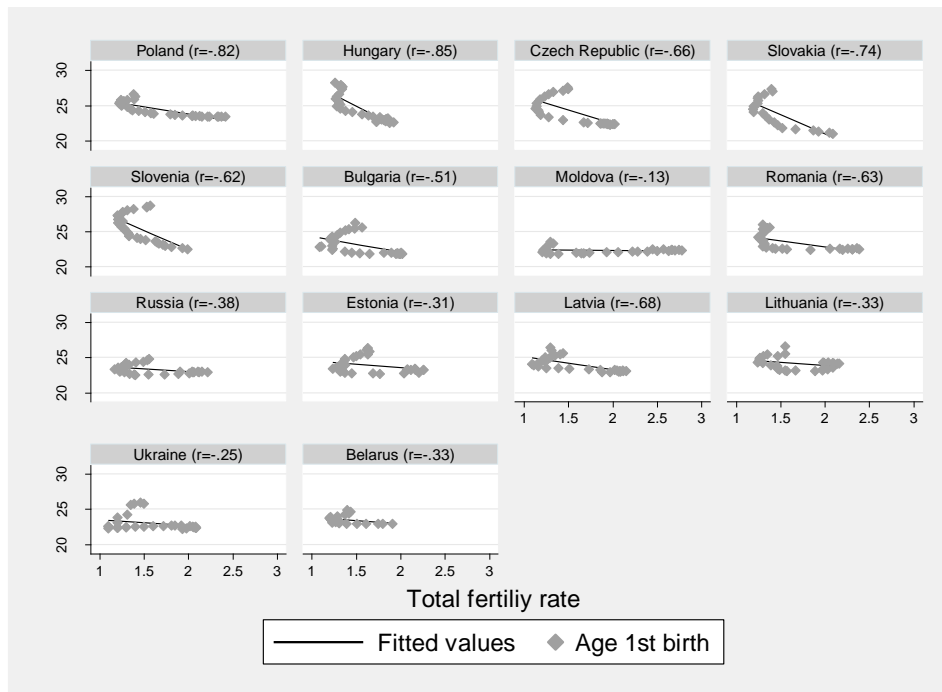 Poland (r=-.82) Hungary (r=-.85) Czech Republic (r=-.66) Slovakia (r=-.74)
30
25
20
Slovenia (r=-.62) Bulgaria (r=-.51) Moldova (r=-.13) Romania (r=-.63)
30
25
20
Russia (r=-.38) Estonia (r=-.31) Latvia (r=-.68) Lithuania (r=-.33)
30
25
20
1 1.5 2 2.5 3 1 1.5 2 2.5 3
Ukraine (r=-.25) Belarus (r=-.33)
30
25
20
1 1.5 2 2.5 3 1 1.5 2 2.5 3
Total fertiliy rate
Fitted values Age 1st birth